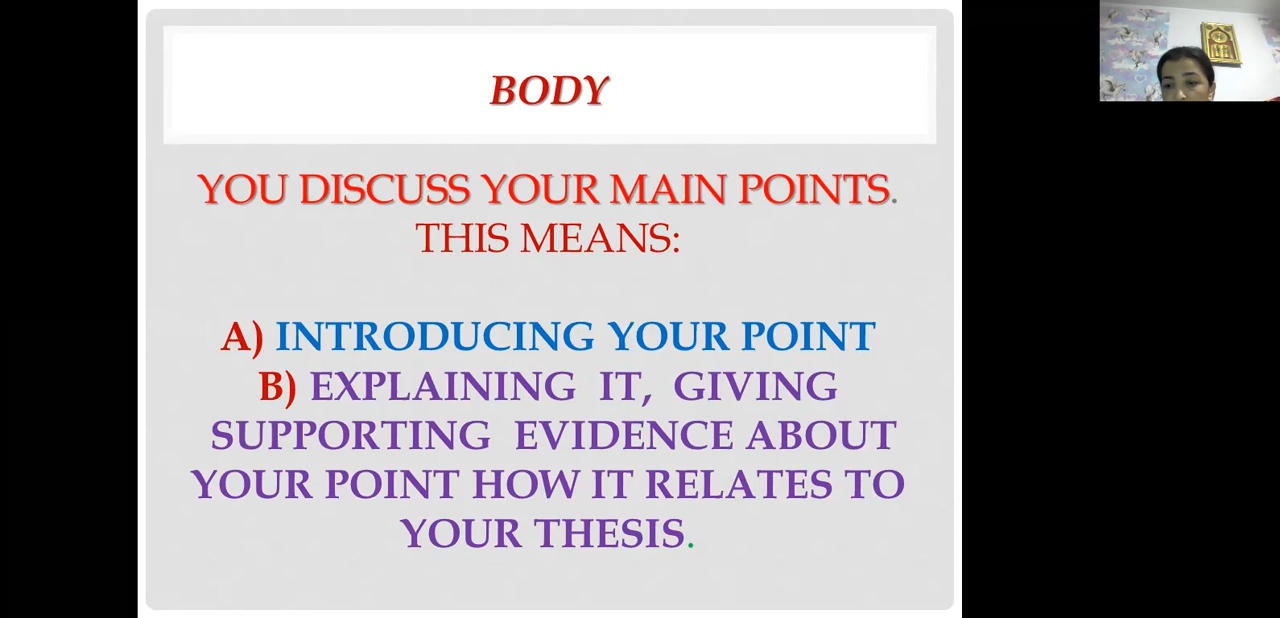 BODY
YOU DISCUSS YOUR MAIN POINTS.
THIS MEANS:
A) INTRODUCING YOUR POINT
B) EXPLAINING IT, GIVING
SUPPORTING EVIDENCE ABOUT
YOUR POINT HOW IT RELATES TO
YOUR THESIS.